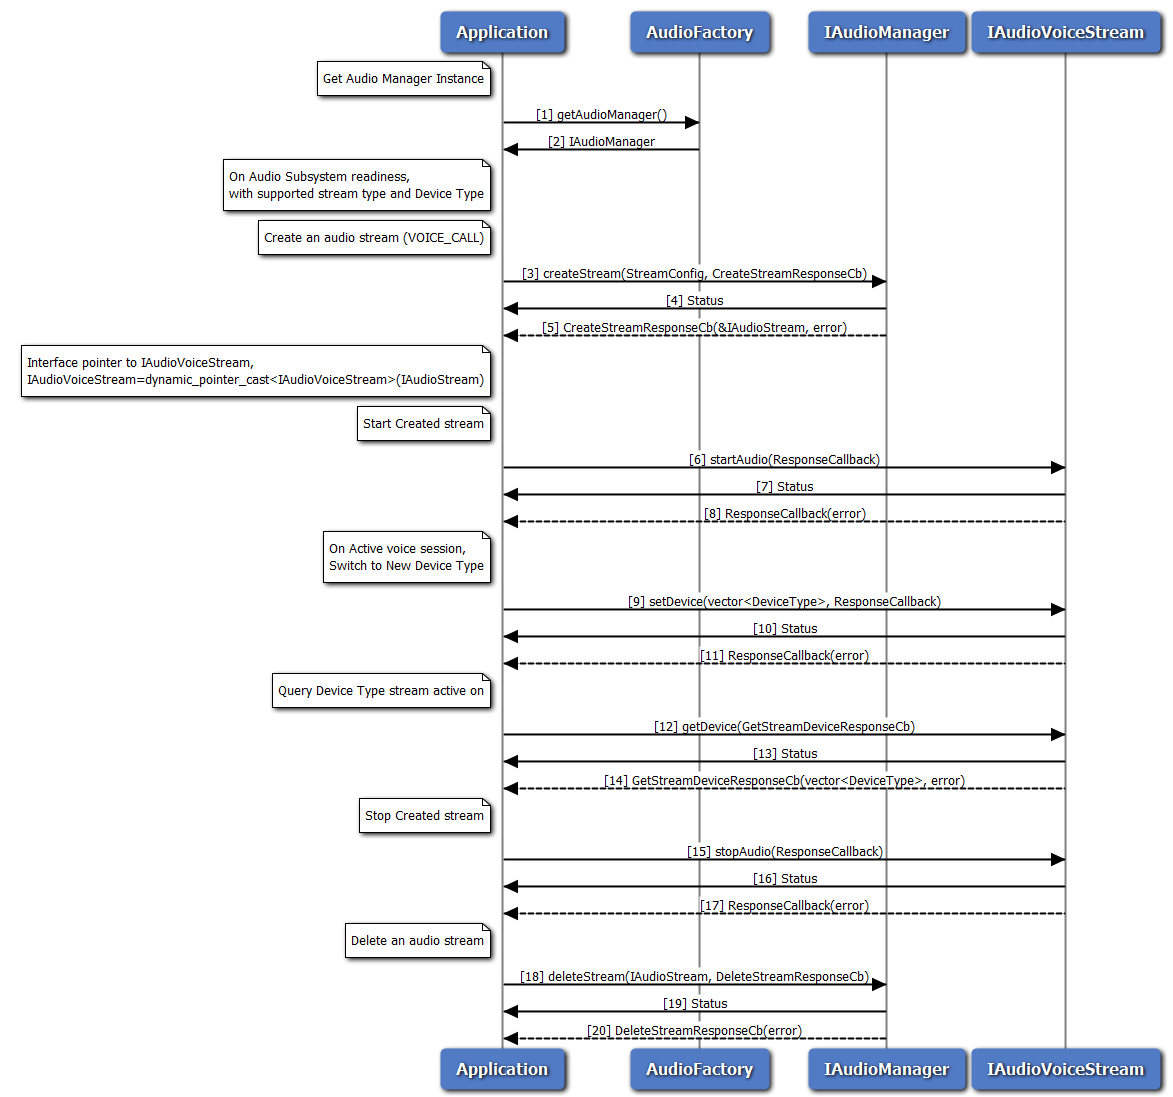 Application
AudioFactory
IAudioManager
IAudioVoiceStream
Get Audio Manager Instance
[1] getAudioManager()
[2] IAudioManager
On Audio Subsystem readiness,
with supported stream type and Device Type
Create an audio stream (VOICE_CALL)
[3] createStream(StreamConfig, CreateStreamResponseCb)
[4] Status
[5] CreateStreamResponseCb(&IAudioStream, error)
Interface pointer to IAudioVoiceStream,
IAudioVoiceStream=dynamic_pointer_cast<IAudioVoiceStream>(IAudioStream)
Start Created stream
[6] startAudio(ResponseCallback)
[7] Status
[8] ResponseCallback(error)
On Active voice session,
Switch to New Device Type
[9] setDevice(vector<DeviceType>, ResponseCallback)
[10] Status
[11] ResponseCallback(error)
Query Device Type stream active on
[12] getDevice(GetStreamDeviceResponseCb)
[13] Status
[14] GetStreamDeviceResponseCb(vector<DeviceType>, error)
Stop Created stream
[15] stopAudio(ResponseCallback)
[16] Status
[17] ResponseCallback(error)
Delete an audio stream
[18] deleteStream(IAudioStream, DeleteStreamResponseCb)
[19] Status
[20] DeleteStreamResponseCb(error)
Application
AudioFactory
IAudioManager
IAudioVoiceStream